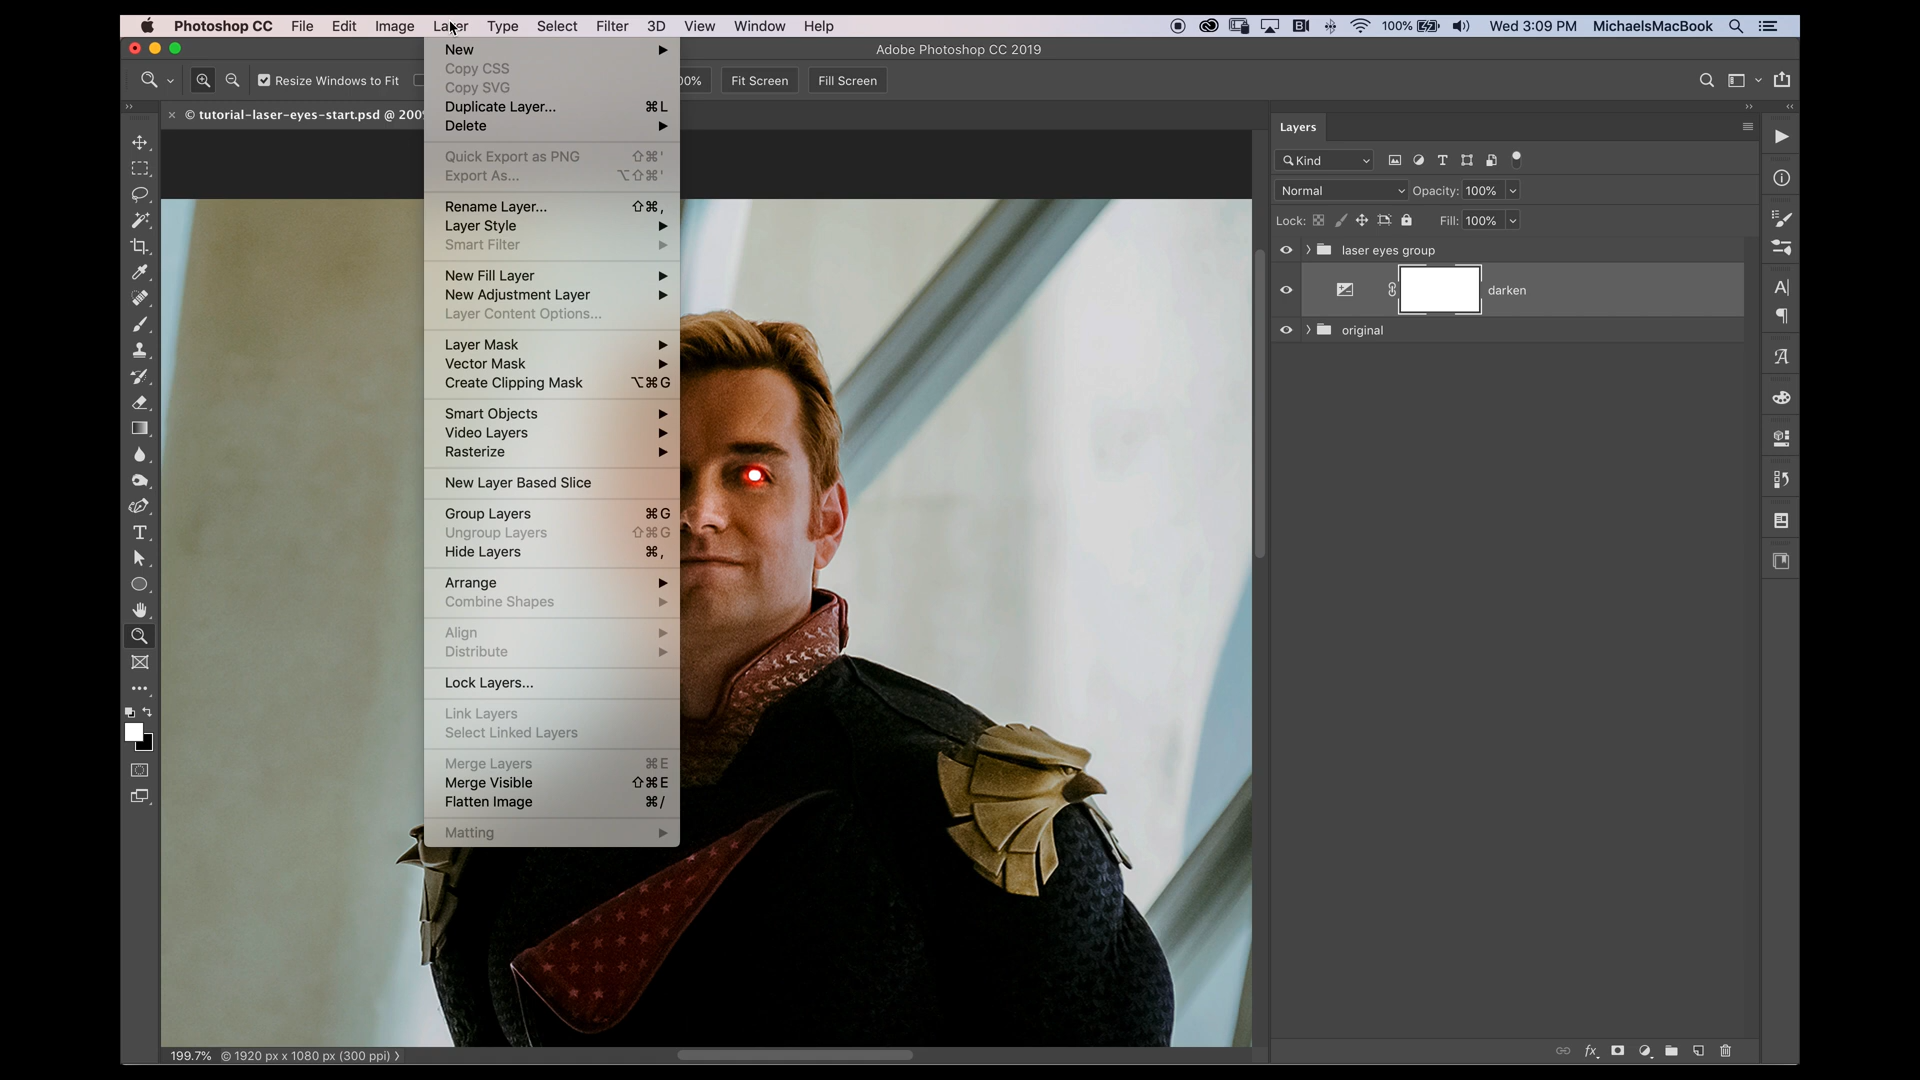 Photoshop CC File Edit Image Layer Type Select Filter 3D View Window Help 100% Wed 3:09 PM MichaelsMacBook
Adobe Photoshop CC 2019
Resize Windows to Fit 00% Fit Screen Fill Screen
© tutorial-laser-eyes-start.psd @ 200%
New
Copy CSS
Copy SVG
Duplicate Layer... ⌘L
Delete
Quick Export as PNG ⇧⌘'
Export As... ⌥⇧⌘'
Rename Layer... ⇧⌘,
Layer Style
Smart Filter
New Fill Layer
New Adjustment Layer
Layer Content Options...
Layer Mask
Vector Mask
Create Clipping Mask ⌥⌘G
Smart Objects
Video Layers
Rasterize
New Layer Based Slice
Group Layers ⌘G
Ungroup Layers ⇧⌘G
Hide Layers ⌘,
Arrange
Combine Shapes
Align
Distribute
Lock Layers...
Link Layers
Select Linked Layers
Merge Layers ⌘E
Merge Visible ⇧⌘E
Flatten Image ⌘/
Matting
Layers
Kind
Normal Opacity: 100%
Lock: Fill: 100%
laser eyes group
darken
original
199.7% © 1920 px x 1080 px (300 ppi)